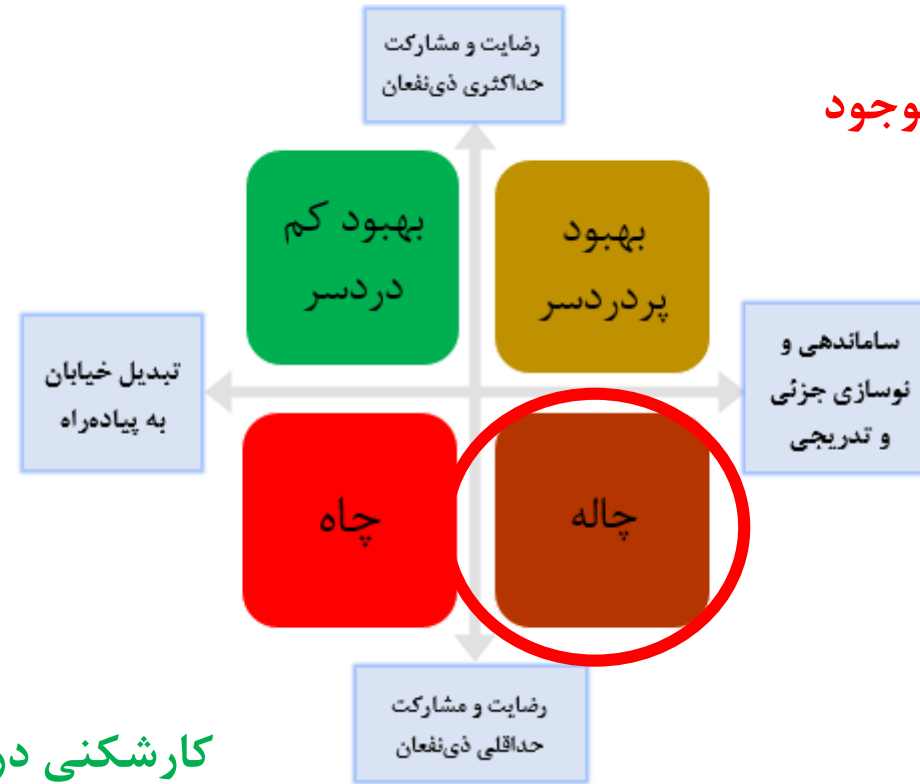 رضایت و مشارکت
حداکثری ذی‌نفعان
وجود
بهبود
پردردسر
بهبود کم
دردسر
ساماندهی و
نوسازی جزئی
و تدریجی
تبدیل خیابان
به پیاده‌راه
چاله
چاه
رضایت و مشارکت
حداقلی ذی‌نفعان
کارشکنی در